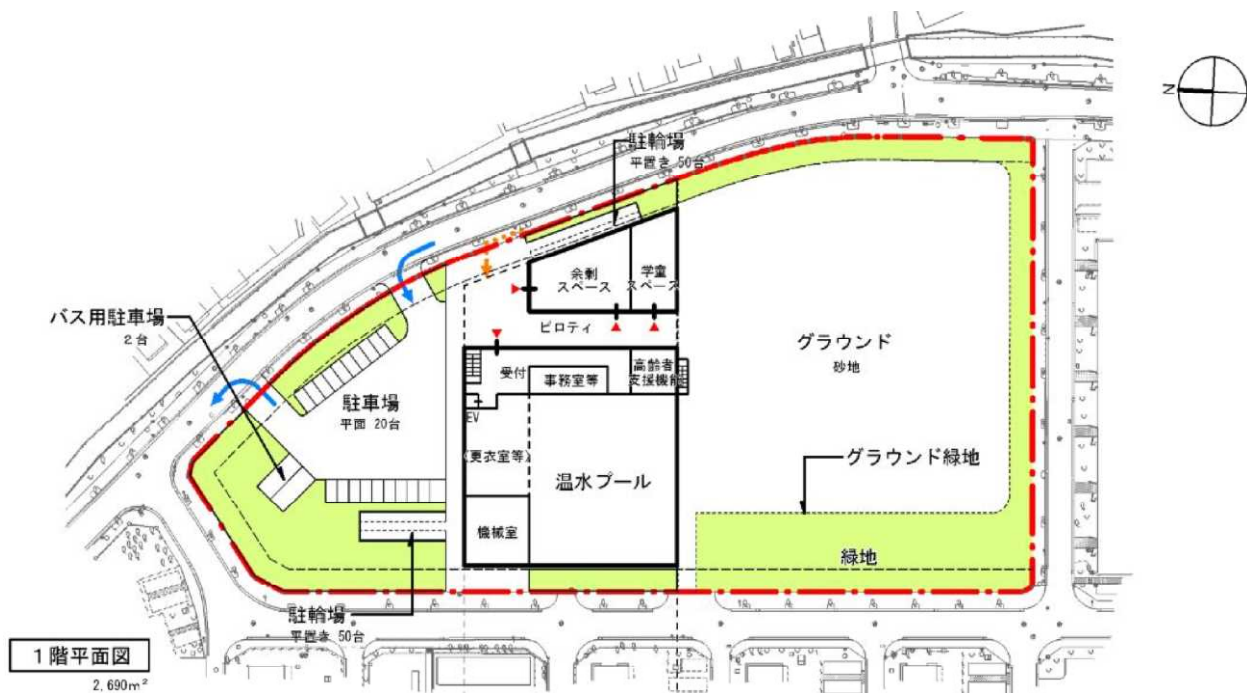 N
駐輪場
平置き 50台
余剰
スペース
学童
スペース
バス用駐車場
2台
ピロティ
グラウンド
砂地
受付
事務室等
高齢者
支援機能
駐車場
平面 20台
EV
(更衣室等)
温水プール
グラウンド緑地
機械室
緑地
駐輪場
平置き 50台
1階平面図
2,690m²